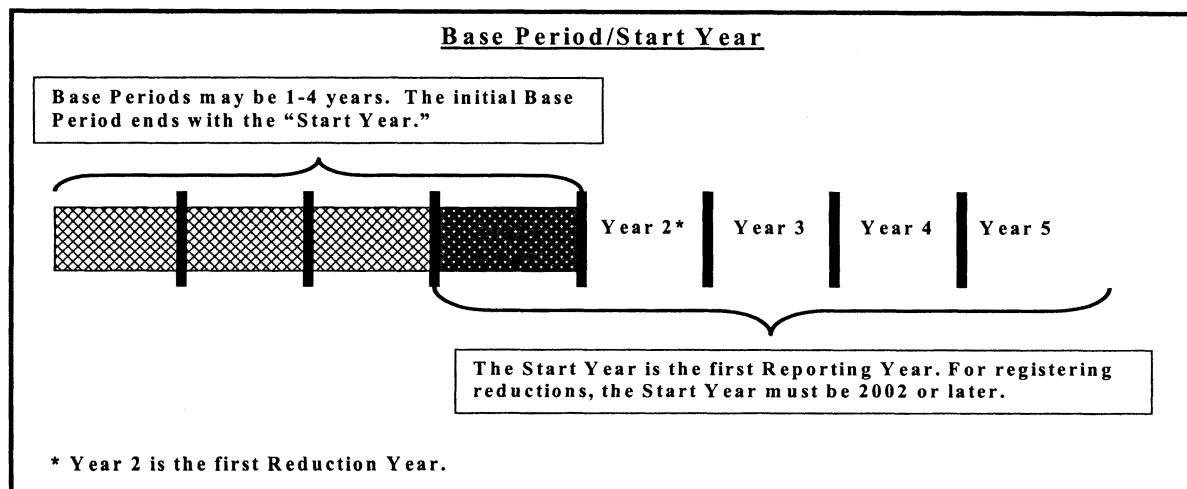 Base Period/Start Year
Base Periods may be 1-4 years. The initial Base
Period ends with the “Start Year.”
Year 2*
Year 3
Year 4
Year 5
The Start Year is the first Reporting Year. For registering
reductions, the Start Year must be 2002 or later.
* Year 2 is the first Reduction Year.